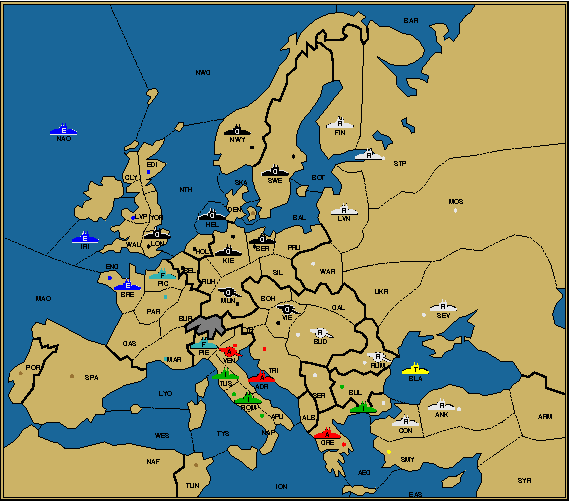 BAR
NWG
E
NAO
R
FIN
G
NWY
R
STP
EDI
CLY
G
SWE
SKA
BOT
NTH
MOS
R
LVN
DEN
G
HEL
BAL
LVP
YOR
G
LON
WAL
E
IRI
G
BER
PRU
HOL
G
KIE
ENG
BEL
RUH
SIL
WAR
F
PIC
E
BRE
G
MUN
BOH
GAL
UKR
MAO
PAR
BUR
G
VIE
R
SEV
R
BUD
GAS
F
PIE
A
VEN
R
RUM
MAR
TRI
T
BLA
POR
SPA
I
TUS
A
ADR
SER
BUL
LYO
I
ROM
APU
ALB
R
ANK
R
CON
ARM
WES
TYS
NAP
A
GRE
NAF
TUN
ION
AEG
SMY
EAS
SYR